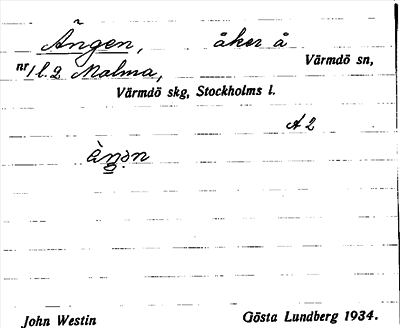 Ängen, åker å
Värmdö sn,
nr 1 l. 2 Malma,
Värmdö skg, Stockholms l.
A 2
John Westin Gösta Lundberg 1934.